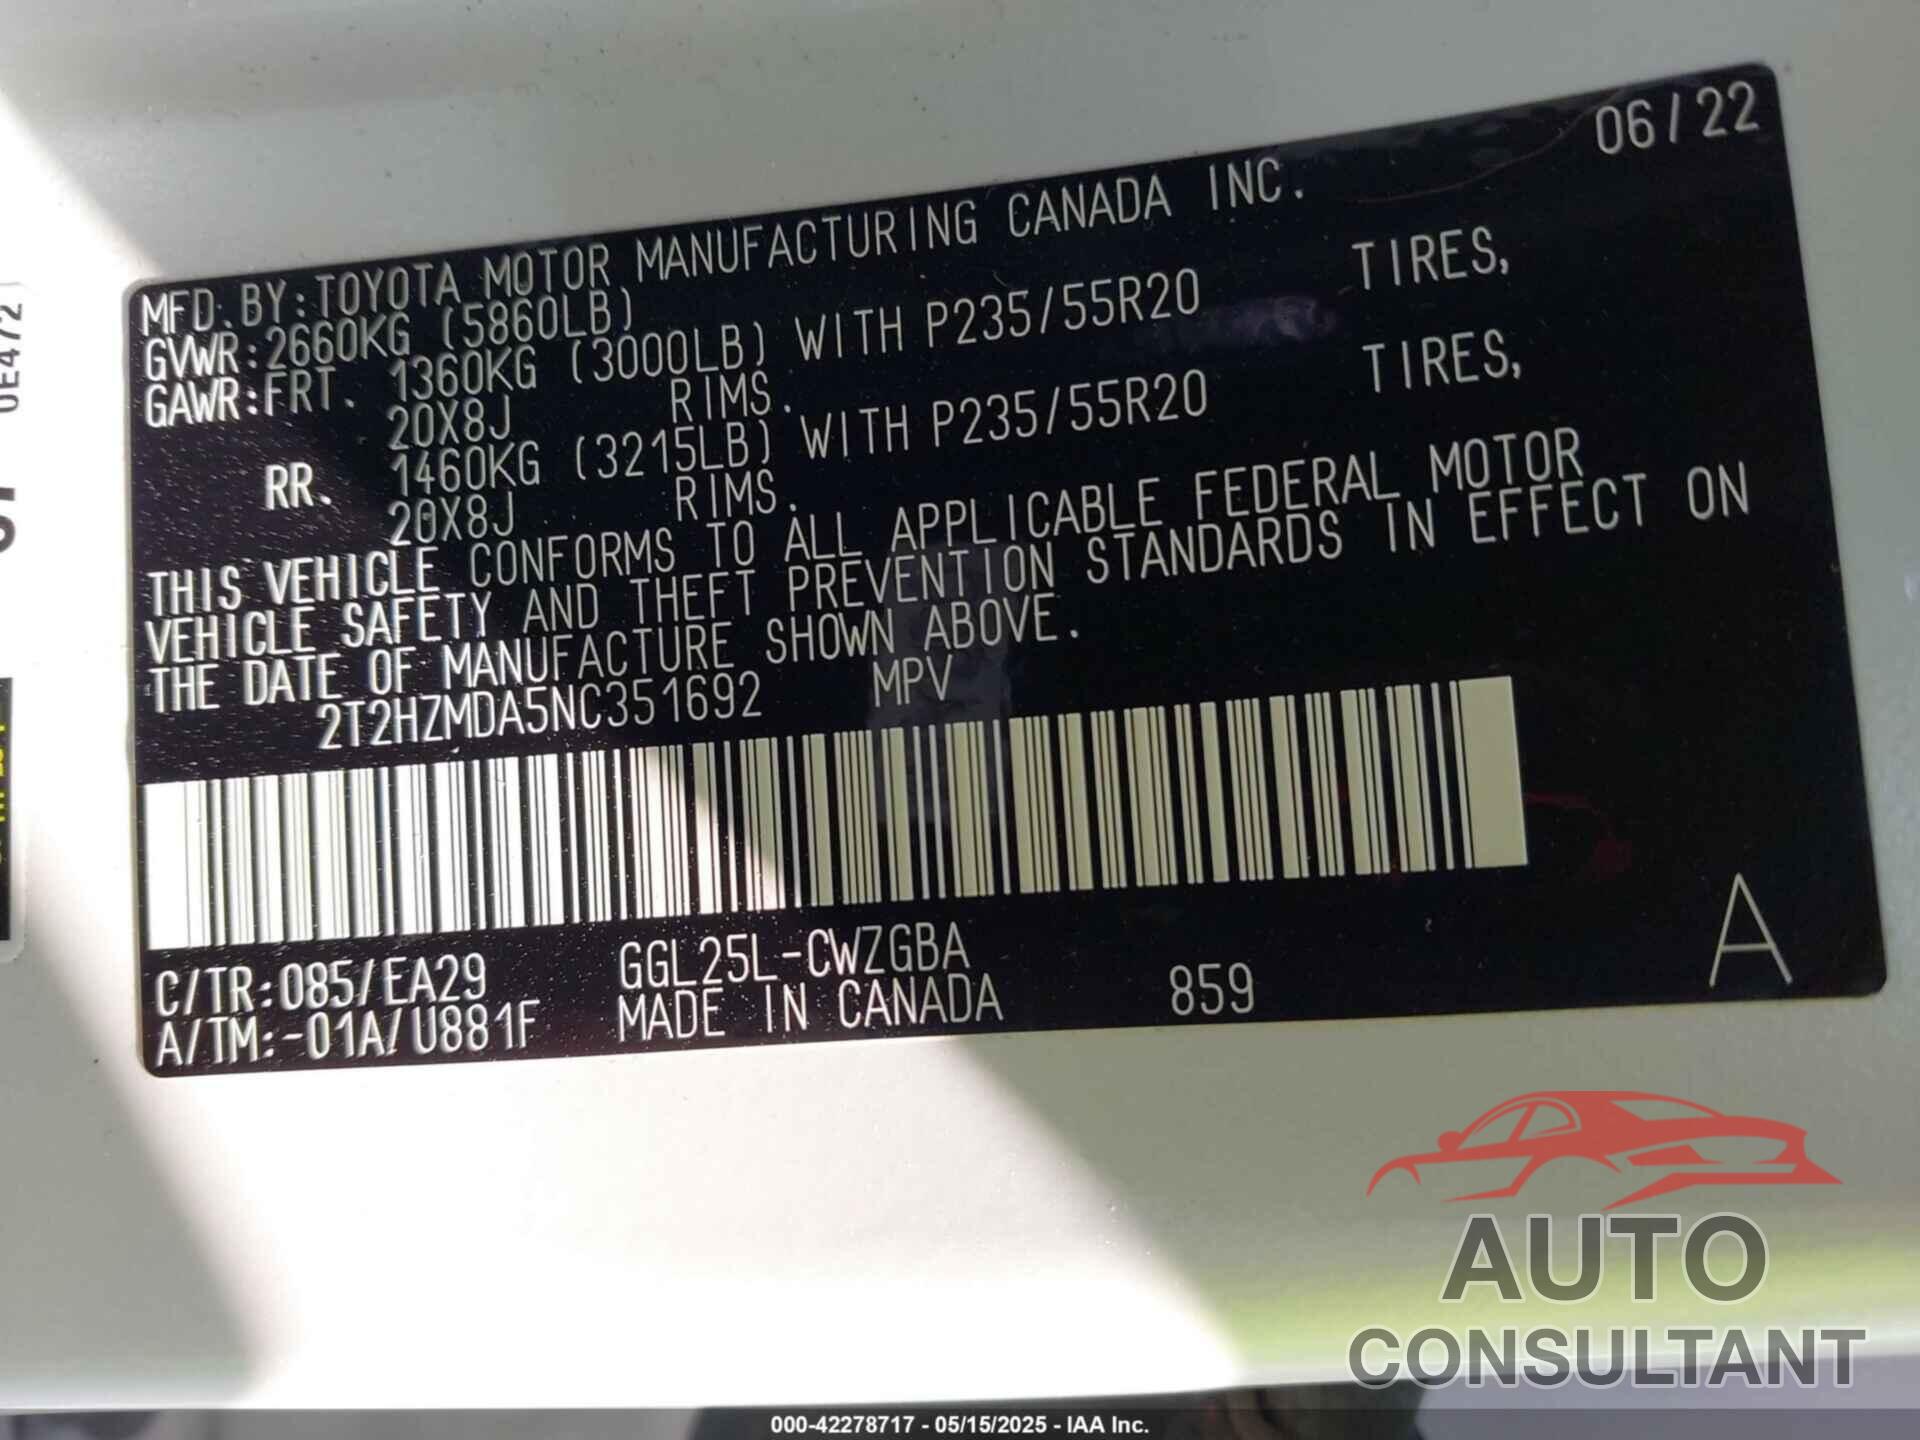 06/22
MFD. BY:TOYOTA MOTOR MANUFACTURING CANADA INC.
GVWR:2660KG (5860LB)
GAWR:FRT. 1360KG (3000LB) WITH P235/55R20 TIRES,
20X8J RIMS.
RR. 1460KG (3215LB) WITH P235/55R20 TIRES,
20X8J RIMS.
THIS VEHICLE CONFORMS TO ALL APPLICABLE FEDERAL MOTOR
VEHICLE SAFETY AND THEFT PREVENTION STANDARDS IN EFFECT ON
THE DATE OF MANUFACTURE SHOWN ABOVE.
2T2HZMDA5NC351692 MPV
C/TR:085/EA29 GGL25L-CWZGBA
A/TM:-01A/U881F MADE IN CANADA 859 A
0E472
AUTO
CONSULTANT
000-42278717 - 05/15/2025 - IAA Inc.